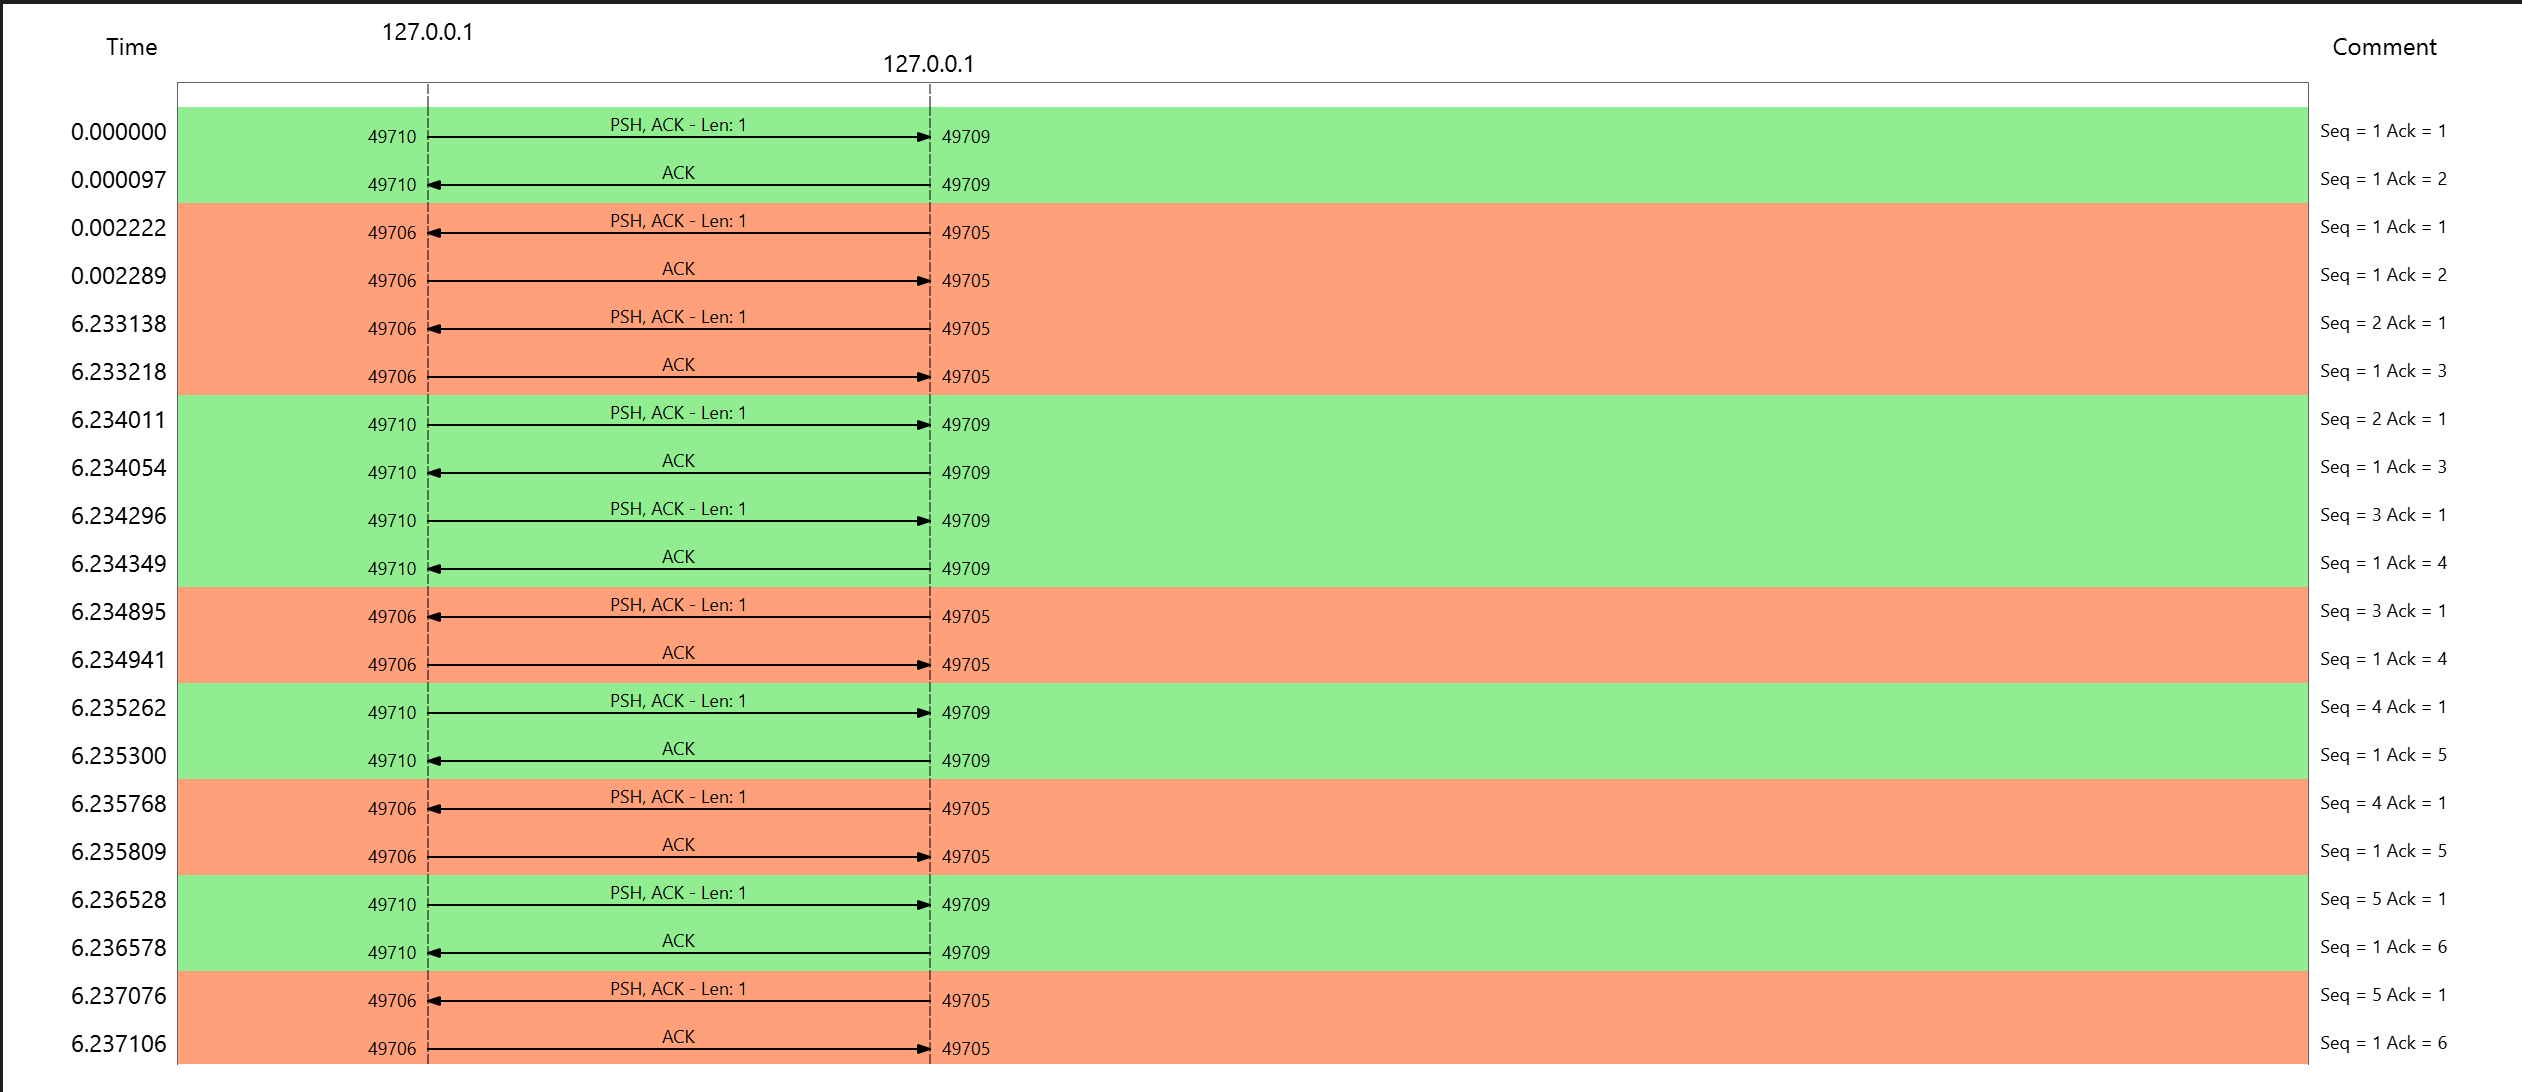 127.0.0.1
Time Comment
127.0.0.1
PSH, ACK - Len: 1
0.000000 49710 49709 Seq = 1 Ack = 1
ACK
0.000097 49710 49709 Seq = 1 Ack = 2
PSH, ACK - Len: 1
0.002222 49706 49705 Seq = 1 Ack = 1
ACK
0.002289 49706 49705 Seq = 1 Ack = 2
PSH, ACK - Len: 1
6.233138 49706 49705 Seq = 2 Ack = 1
ACK
6.233218 49706 49705 Seq = 1 Ack = 3
PSH, ACK - Len: 1
6.234011 49710 49709 Seq = 2 Ack = 1
ACK
6.234054 49710 49709 Seq = 1 Ack = 3
PSH, ACK - Len: 1
6.234296 49710 49709 Seq = 3 Ack = 1
ACK
6.234349 49710 49709 Seq = 1 Ack = 4
PSH, ACK - Len: 1
6.234895 49706 49705 Seq = 3 Ack = 1
ACK
6.234941 49706 49705 Seq = 1 Ack = 4
PSH, ACK - Len: 1
6.235262 49710 49709 Seq = 4 Ack = 1
ACK
6.235300 49710 49709 Seq = 1 Ack = 5
PSH, ACK - Len: 1
6.235768 49706 49705 Seq = 4 Ack = 1
ACK
6.235809 49706 49705 Seq = 1 Ack = 5
PSH, ACK - Len: 1
6.236528 49710 49709 Seq = 5 Ack = 1
ACK
6.236578 49710 49709 Seq = 1 Ack = 6
PSH, ACK - Len: 1
6.237076 49706 49705 Seq = 5 Ack = 1
ACK
6.237106 49706 49705 Seq = 1 Ack = 6